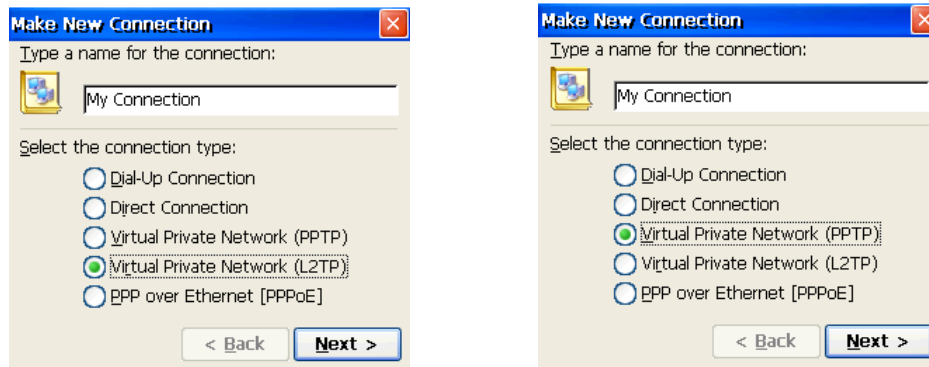 Make New Connection
Type a name for the connection:
My Connection
Select the connection type:
Dial-Up Connection
Direct Connection
Virtual Private Network (PPTP)
Virtual Private Network (L2TP)
PPP over Ethernet [PPPoE]
< Back
Next >
Make New Connection
Type a name for the connection:
My Connection
Select the connection type:
Dial-Up Connection
Direct Connection
Virtual Private Network (PPTP)
Virtual Private Network (L2TP)
PPP over Ethernet [PPPoE]
< Back
Next >